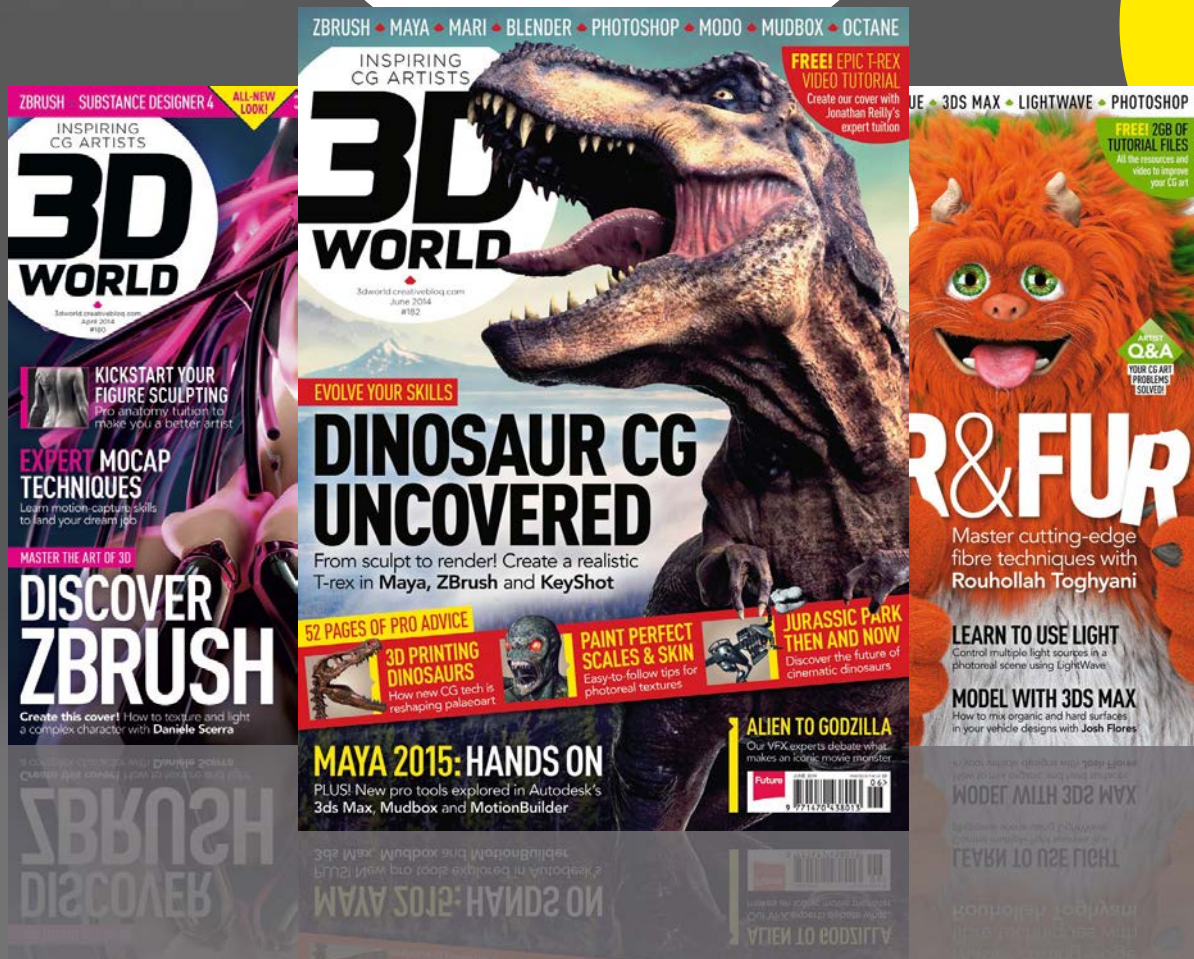 ZBRUSH SUBSTANCE DESIGNER 4
ALL-NEW
LOOK!
INSPIRING
CG ARTISTS
3D
WORLD
3dworld.creativebloq.com
April 2014
#180
KICKSTART YOUR
FIGURE SCULPTING
Pro anatomy tuition to
make you a better artist
EXPERT MOCAP
TECHNIQUES
Learn motion-capture skills
to land your dream job
MASTER THE ART OF 3D
DISCOVER
ZBRUSH
Create this cover! How to texture and light
a complex character with Daniele Scerra
ZBRUSH MAYA MARI BLENDER PHOTOSHOP MODO MUDBOX OCTANE
INSPIRING
CG ARTISTS
3D
WORLD
3dworld.creativebloq.com
June 2014
#182
FREE! EPIC T-REX
VIDEO TUTORIAL
Create our cover with
Jonathan Reilly's
expert tuition
EVOLVE YOUR SKILLS
DINOSAUR CG
UNCOVERED
From sculpt to render! Create a realistic
T-rex in Maya, ZBrush and KeyShot
52 PAGES OF PRO ADVICE
3D PRINTING
DINOSAURS
How new CG tech is
reshaping palaeoart
PAINT PERFECT
SCALES & SKIN
Easy-to-follow tips for
photoreal textures
JURASSIC PARK
THEN AND NOW
Discover the future of
cinematic dinosaurs
MAYA 2015: HANDS ON
PLUS! New pro tools explored in Autodesk's
3ds Max, Mudbox and MotionBuilder
ALIEN TO GODZILLA
Our VFX experts debate what
makes an iconic movie monster
Future
JUNE 2014
06
9 771470 438013
UE 3DS MAX LIGHTWAVE PHOTOSHOP
FREE! 2GB OF
TUTORIAL FILES
All the resources and
video to improve
your CG art
ARTIST
Q&A
YOUR CG ART
PROBLEMS
SOLVED!
R&FUR
Master cutting-edge
fibre techniques with
Rouhollah Toghyani
LEARN TO USE LIGHT
Control multiple light sources in a
photoreal scene using LightWave
MODEL WITH 3DS MAX
How to mix organic and hard surfaces
in your vehicle designs with Josh Flores